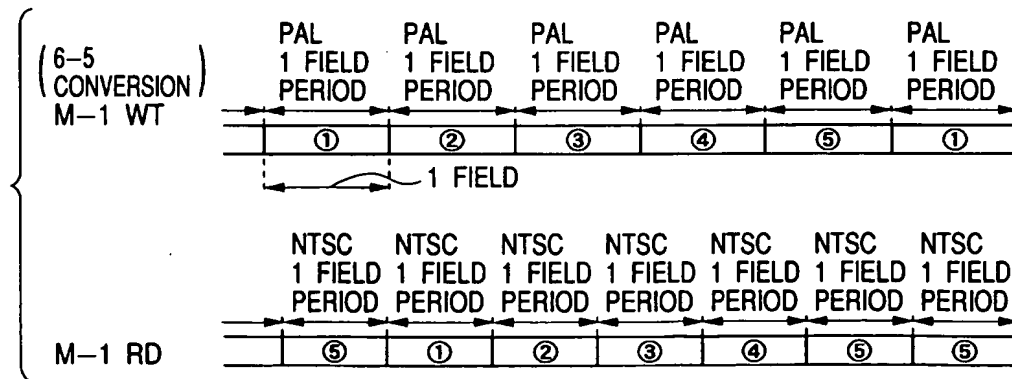 PAL PAL PAL PAL PAL PAL
(6-5 1 FIELD 1 FIELD 1 FIELD 1 FIELD 1 FIELD 1 FIELD
CONVERSION) PERIOD PERIOD PERIOD PERIOD PERIOD PERIOD
M-1 WT
① ② ③ ④ ⑤ ①
1 FIELD
NTSC NTSC NTSC NTSC NTSC NTSC NTSC
1 FIELD 1 FIELD 1 FIELD 1 FIELD 1 FIELD 1 FIELD 1 FIELD
PERIOD PERIOD PERIOD PERIOD PERIOD PERIOD PERIOD
M-1 RD ⑤ ① ② ③ ④ ⑤ ⑤